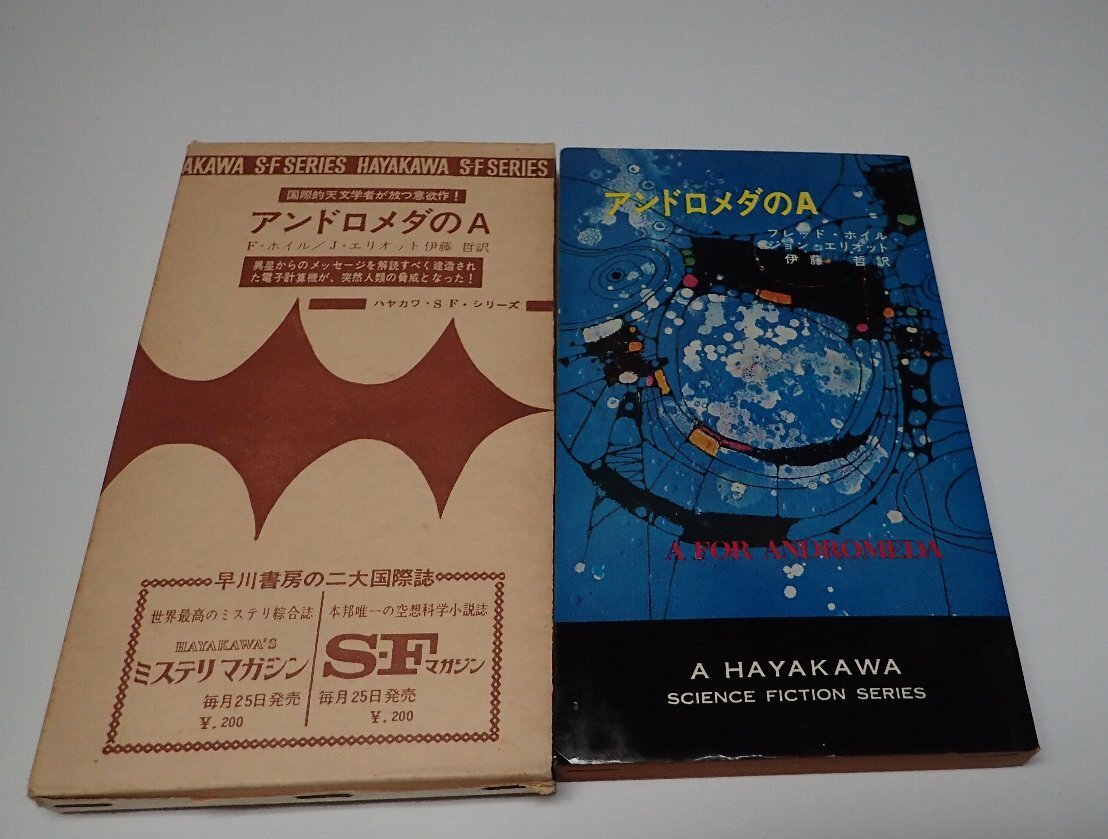 AKAWA S-F SERIES HAYAKAWA S-F SERIES
国際的天文学者が放つ意欲作!
アンドロメダのA
F・ホイル/J・エリオット 伊藤 哲訳
異星からのメッセージを解読すべく建造され
た電子計算機が、突然人類の脅威となった!
ハヤカワ・SF・シリーズ
早川書房の二大国際誌
世界最高のミステリ綜合誌
HAYAKAWA'S
ミステリマガジン
毎月25日発売
¥.200
本邦唯一の空想科学小説誌
S-Fマガジン
毎月25日発売
¥.200
アンドロメダのA
フレッド・ホイル
ジョン・エリオット
伊藤 哲訳
A FOR ANDROMEDA
A HAYAKAWA
SCIENCE FICTION SERIES